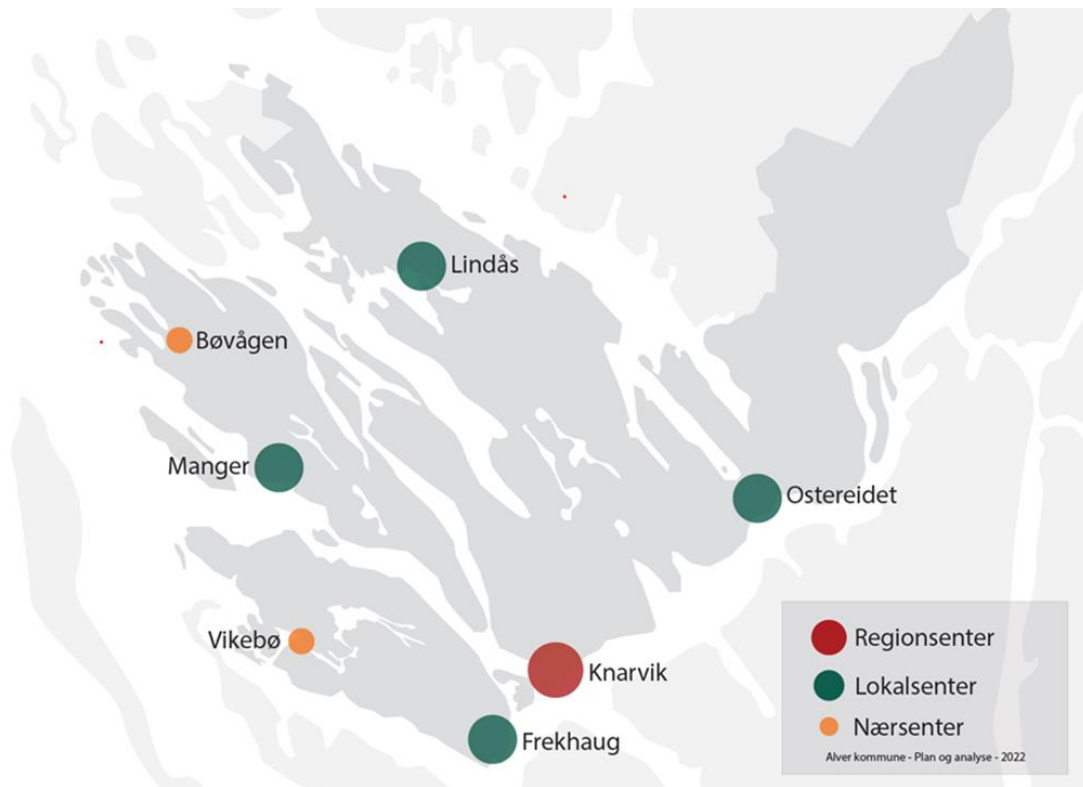 Lindås
Bøvågen
Manger
Ostereidet
Vikebø
Knarvik
Frekhaug
Regionsenter
Lokalsenter
Nærsenter
Alver kommune - Plan og analyse - 2022